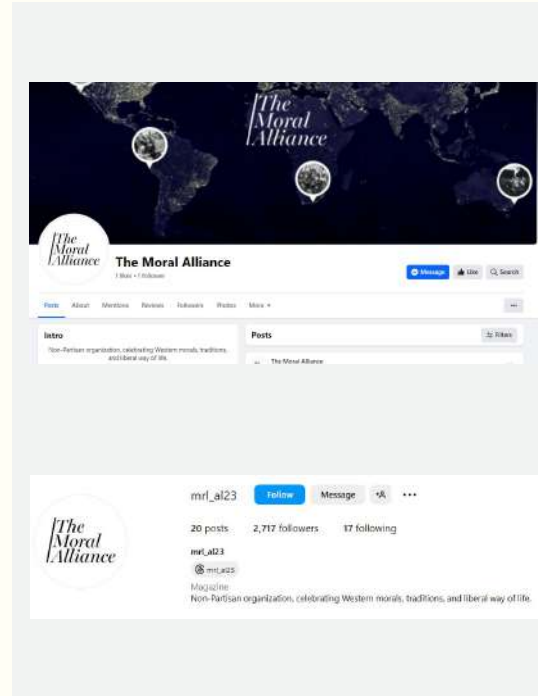 The
Moral
Alliance
The
Moral
Alliance
The Moral Alliance
Message
Like
Search
Posts
About
Mentions
Reviews
Followers
Photos
More
Intro
Non-Partisan organization, celebrating Western morals, traditions,
and liberal way of life.
Posts
Filters
The Moral Alliance
The
Moral
Alliance
mrl_al23 Follow Message
20 posts 2,717 followers 17 following
mrl_al23
mrl_al23
Magazine
Non-Partisan organization, celebrating Western morals, traditions, and liberal way of life.